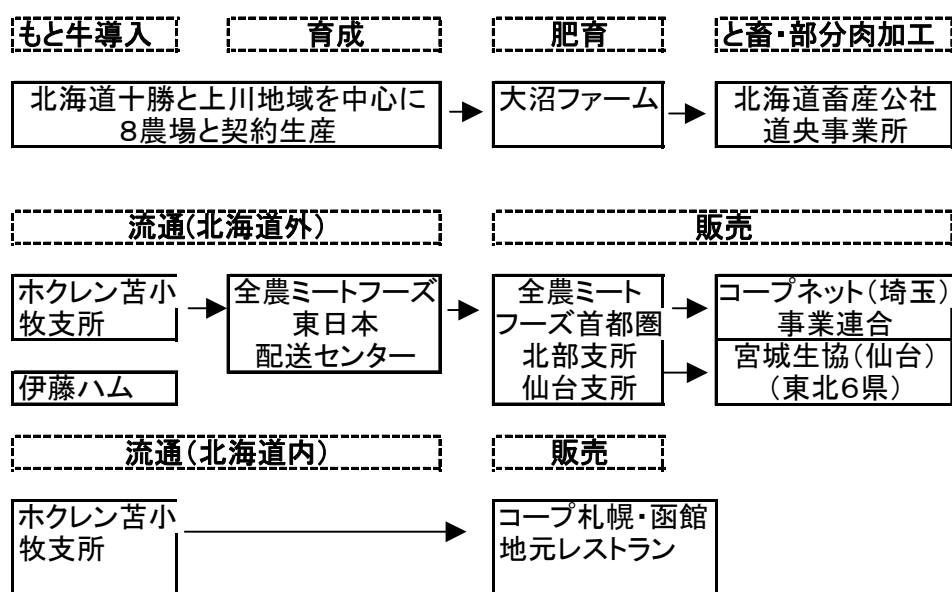 もと牛導入 育成 肥育 と畜・部分肉加工
北海道十勝と上川地域を中心に
８農場と契約生産
大沼ファーム
北海道畜産公社
道央事業所
流通(北海道外) 販売
ホクレン苫小
牧支所
全農ミートフーズ
東日本
配送センター
全農ミート
フーズ首都圏
北部支所
仙台支所
コープネット(埼玉)
事業連合
宮城生協(仙台)
(東北６県)
伊藤ハム
流通(北海道内) 販売
ホクレン苫小
牧支所
コープ札幌・函館
地元レストラン